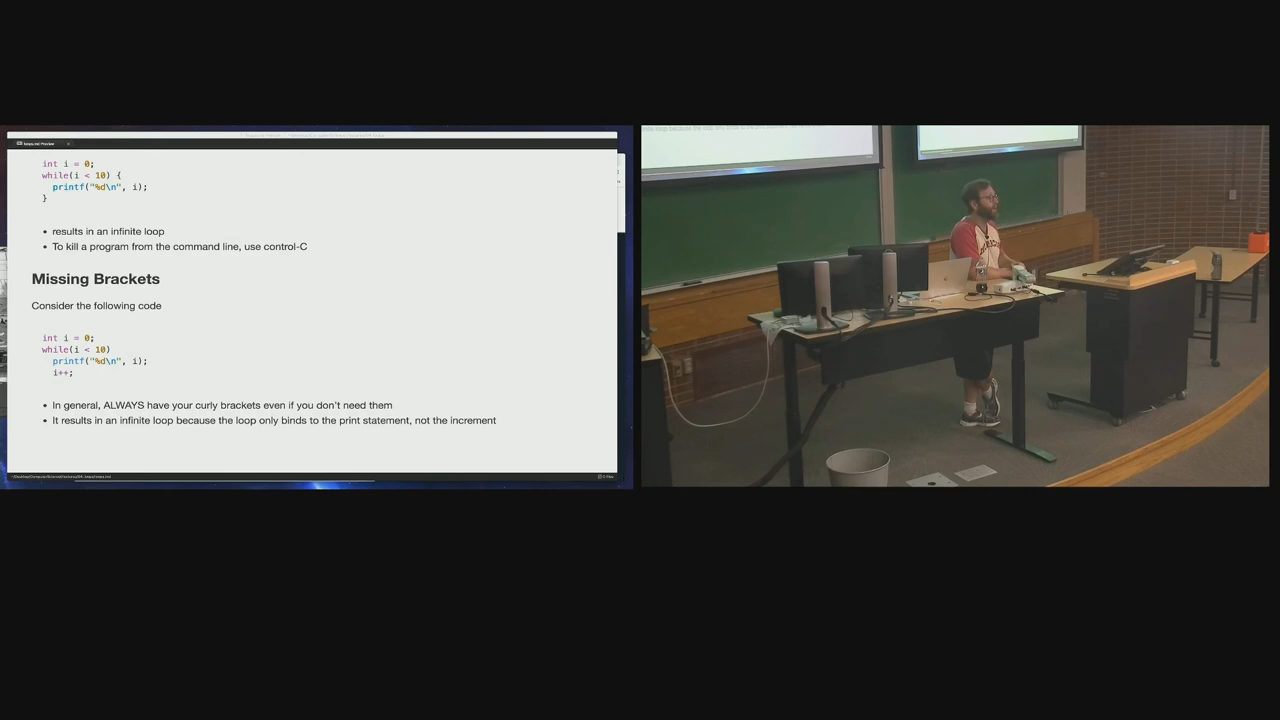 loops.md Preview
int i = 0;
while(i < 10) {
printf("%d\n", i);
}
• results in an infinite loop
• To kill a program from the command line, use control-C
Missing Brackets
Consider the following code
int i = 0;
while(i < 10)
printf("%d\n", i);
i++;
• In general, ALWAYS have your curly brackets even if you don't need them
• It results in an infinite loop because the loop only binds to the print statement, not the increment